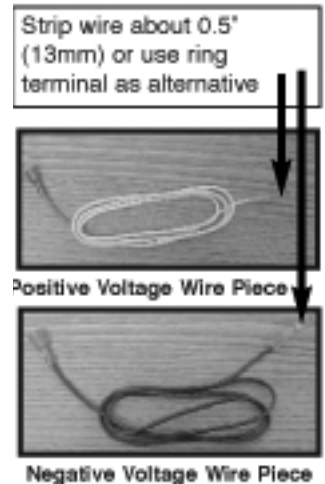 Strip wire about 0.5"
(13mm) or use ring
terminal as alternative
Positive Voltage Wire Piece
Negative Voltage Wire Piece